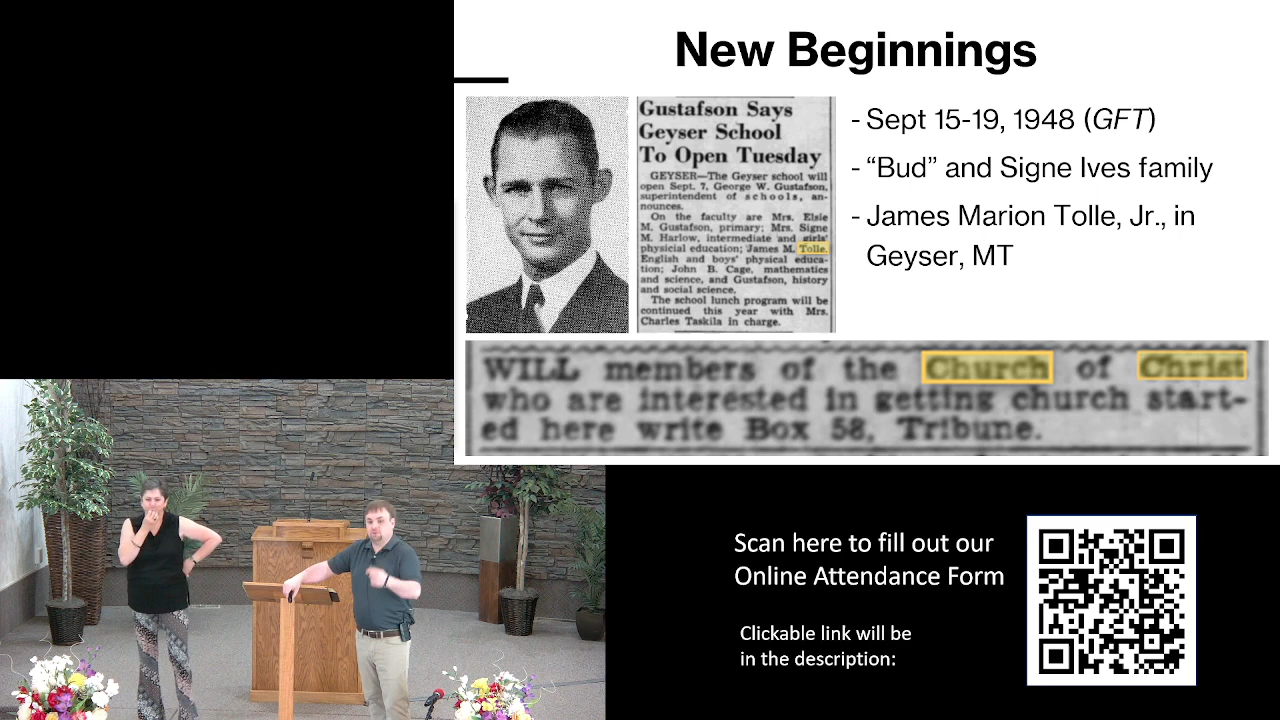 New Beginnings
Gustafson Says
Geyser School
To Open Tuesday
GEYSER—The Geyser school will
open Sept. 7, George W. Gustafson,
superintendent of schools, an-
nounces.
On the faculty are Mrs. Elsie
M. Gustafson, primary; Mrs. Signe
M. Harlow, intermediate and girls'
physicial education; James M. Tolle,
English and boys' physical educa-
tion; John B. Cage, mathematics
and science, and Gustafson, history
and social science.
The school lunch program will be
continued this year with Mrs.
Charles Taskila in charge.
- Sept 15-19, 1948 (GFT)
- “Bud” and Signe Ives family
- James Marion Tolle, Jr., in
Geyser, MT
WILL members of the Church of Christ
who are interested in getting church start-
ed here write Box 58, Tribune.
Scan here to fill out our
Online Attendance Form
Clickable link will be
in the description: